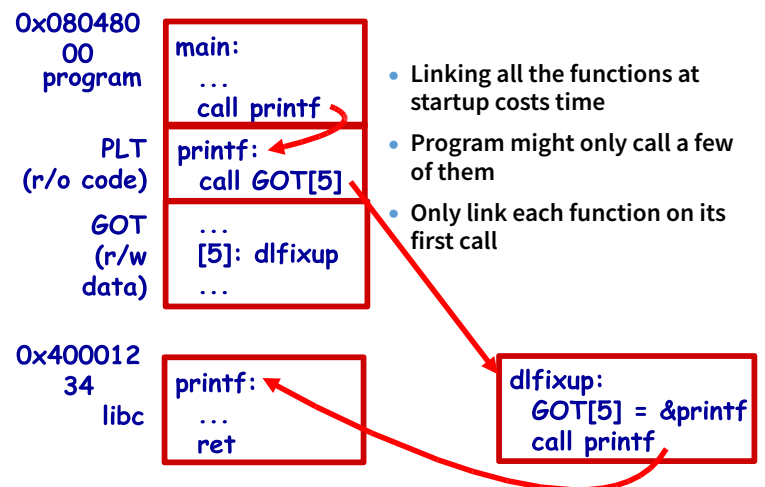 0x080480
00
program
main:
...
call printf
PLT
(r/o code)
printf:
call GOT[5]
GOT
(r/w
data)
...
[5]: dlfixup
...
• Linking all the functions at
startup costs time
• Program might only call a few
of them
• Only link each function on its
first call
0x400012
34
libc
printf:
...
ret
dlfixup:
GOT[5] = &printf
call printf